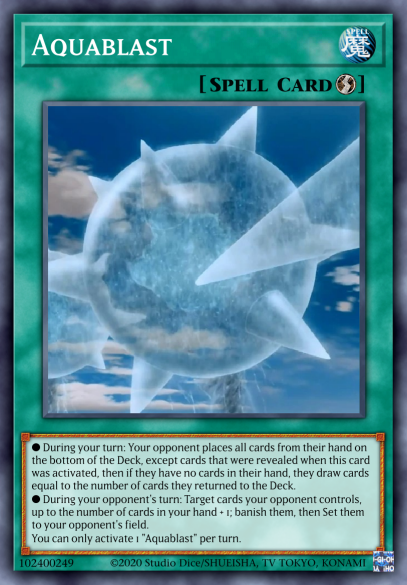 AQUABLAST
SPELL
魔
[SPELL CARD]
● During your turn: Your opponent places all cards from their hand on
the bottom of the Deck, except cards that were revealed when this card
was activated, then if they have no cards in their hand, they draw cards
equal to the number of cards they returned to the Deck.
● During your opponent's turn: Target cards your opponent controls,
up to the number of cards in your hand + 1; banish them, then Set them
to your opponent's field.
You can only activate 1 "Aquablast" per turn.
102400249
©2020 Studio Dice/SHUEISHA, TV TOKYO, KONAMI